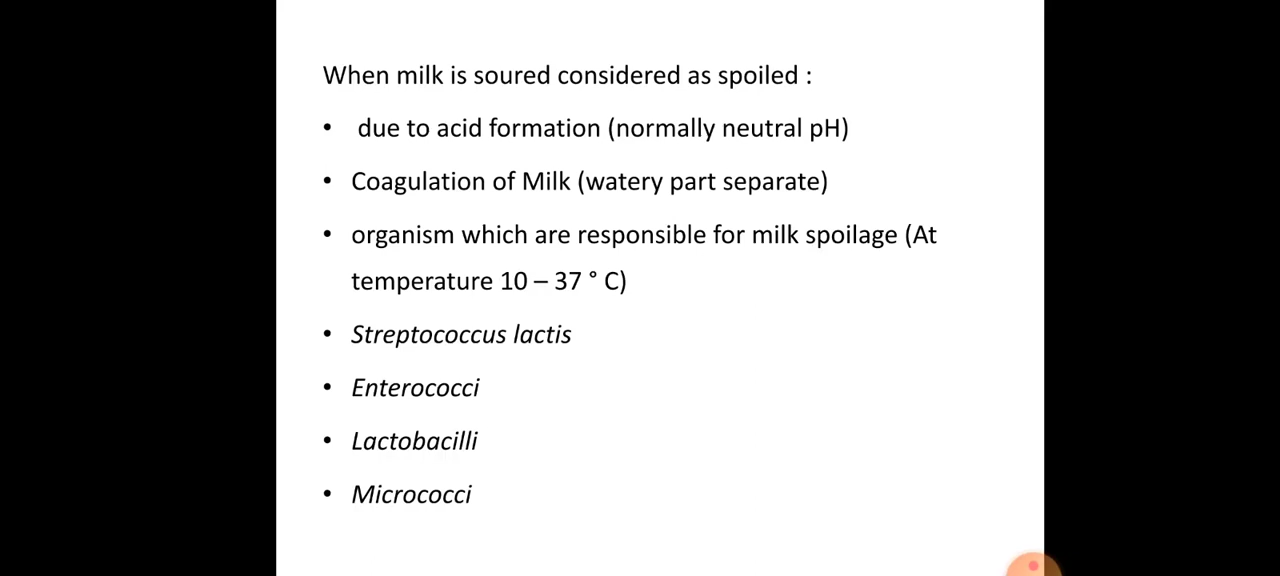 When milk is soured considered as spoiled :
• due to acid formation (normally neutral pH)
• Coagulation of Milk (watery part separate)
• organism which are responsible for milk spoilage (At
temperature 10 – 37 ° C)
• Streptococcus lactis
• Enterococci
• Lactobacilli
• Micrococci